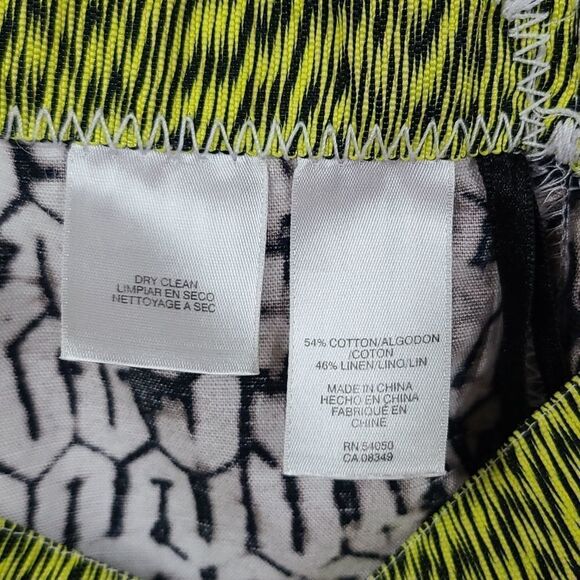 DRY CLEAN
LIMPIAR EN SECO
NETTOYAGE A SEC
54% COTTON/ALGODON
/COTON
46% LINEN/LINO/LIN
MADE IN CHINA
HECHO EN CHINA
FABRIQUÉ EN
CHINE
RN 54050
CA 08349